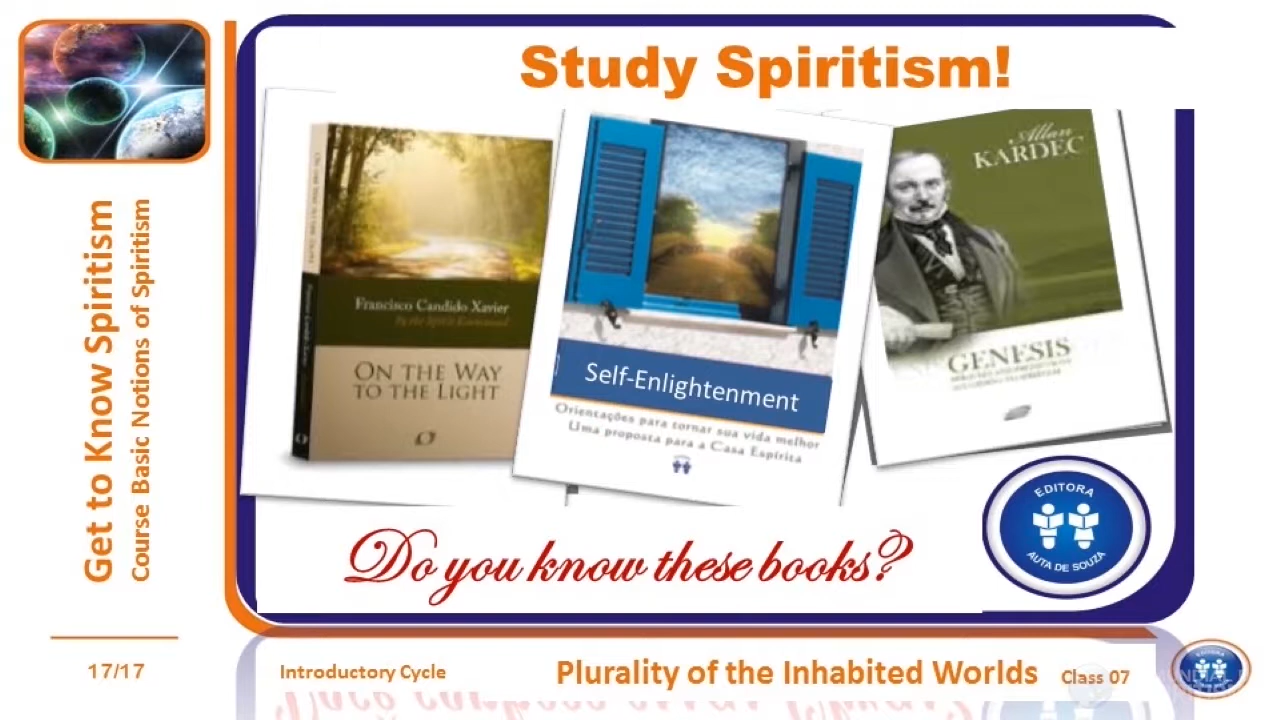 Study Spiritism!
Get to Know Spiritism
Course Basic Notions of Spiritism
Francisco Candido Xavier
ON THE WAY
TO THE LIGHT
Self-Enlightenment
Orientações para tornar sua vida melhor
Uma proposta para a Casa Espírita
Allan
KARDEC
GENESIS
Do you know these books?
EDITORA
AUTA DE SOUZA
17/17
Introductory Cycle
Plurality of the Inhabited Worlds
Class 07
EDITORA